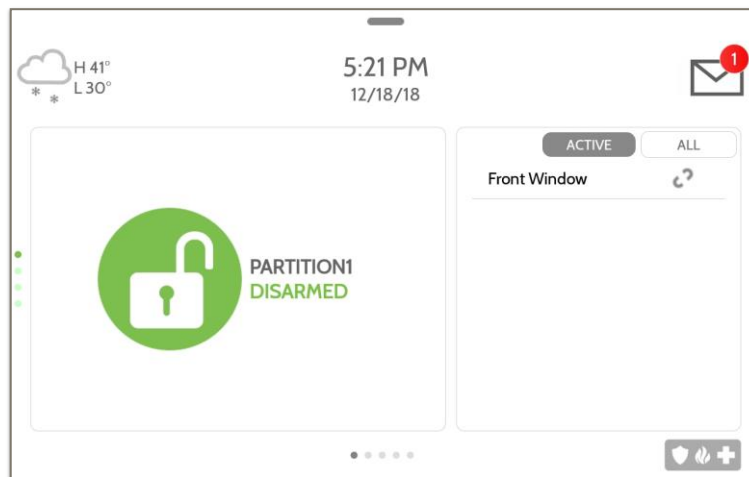 H 41°
L 30°
5:21 PM
12/18/18
1
PARTITION1
DISARMED
ACTIVE
ALL
Front Window